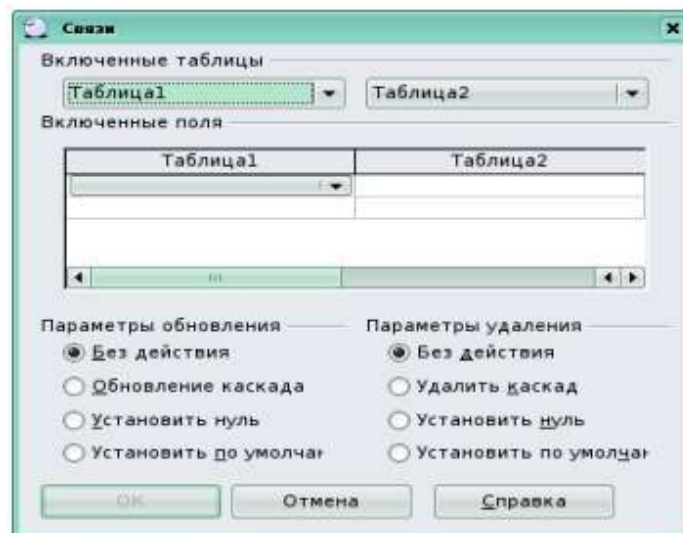 Связи
Включенные таблицы
Таблица1 Таблица2
Включенные поля
Таблица1 Таблица2
Параметры обновления Параметры удаления
Без действия Без действия
Обновление каскада Удалить каскад
Установить нуль Установить нуль
Установить по умолчан Установить по умолчан
ОК Отмена Справка